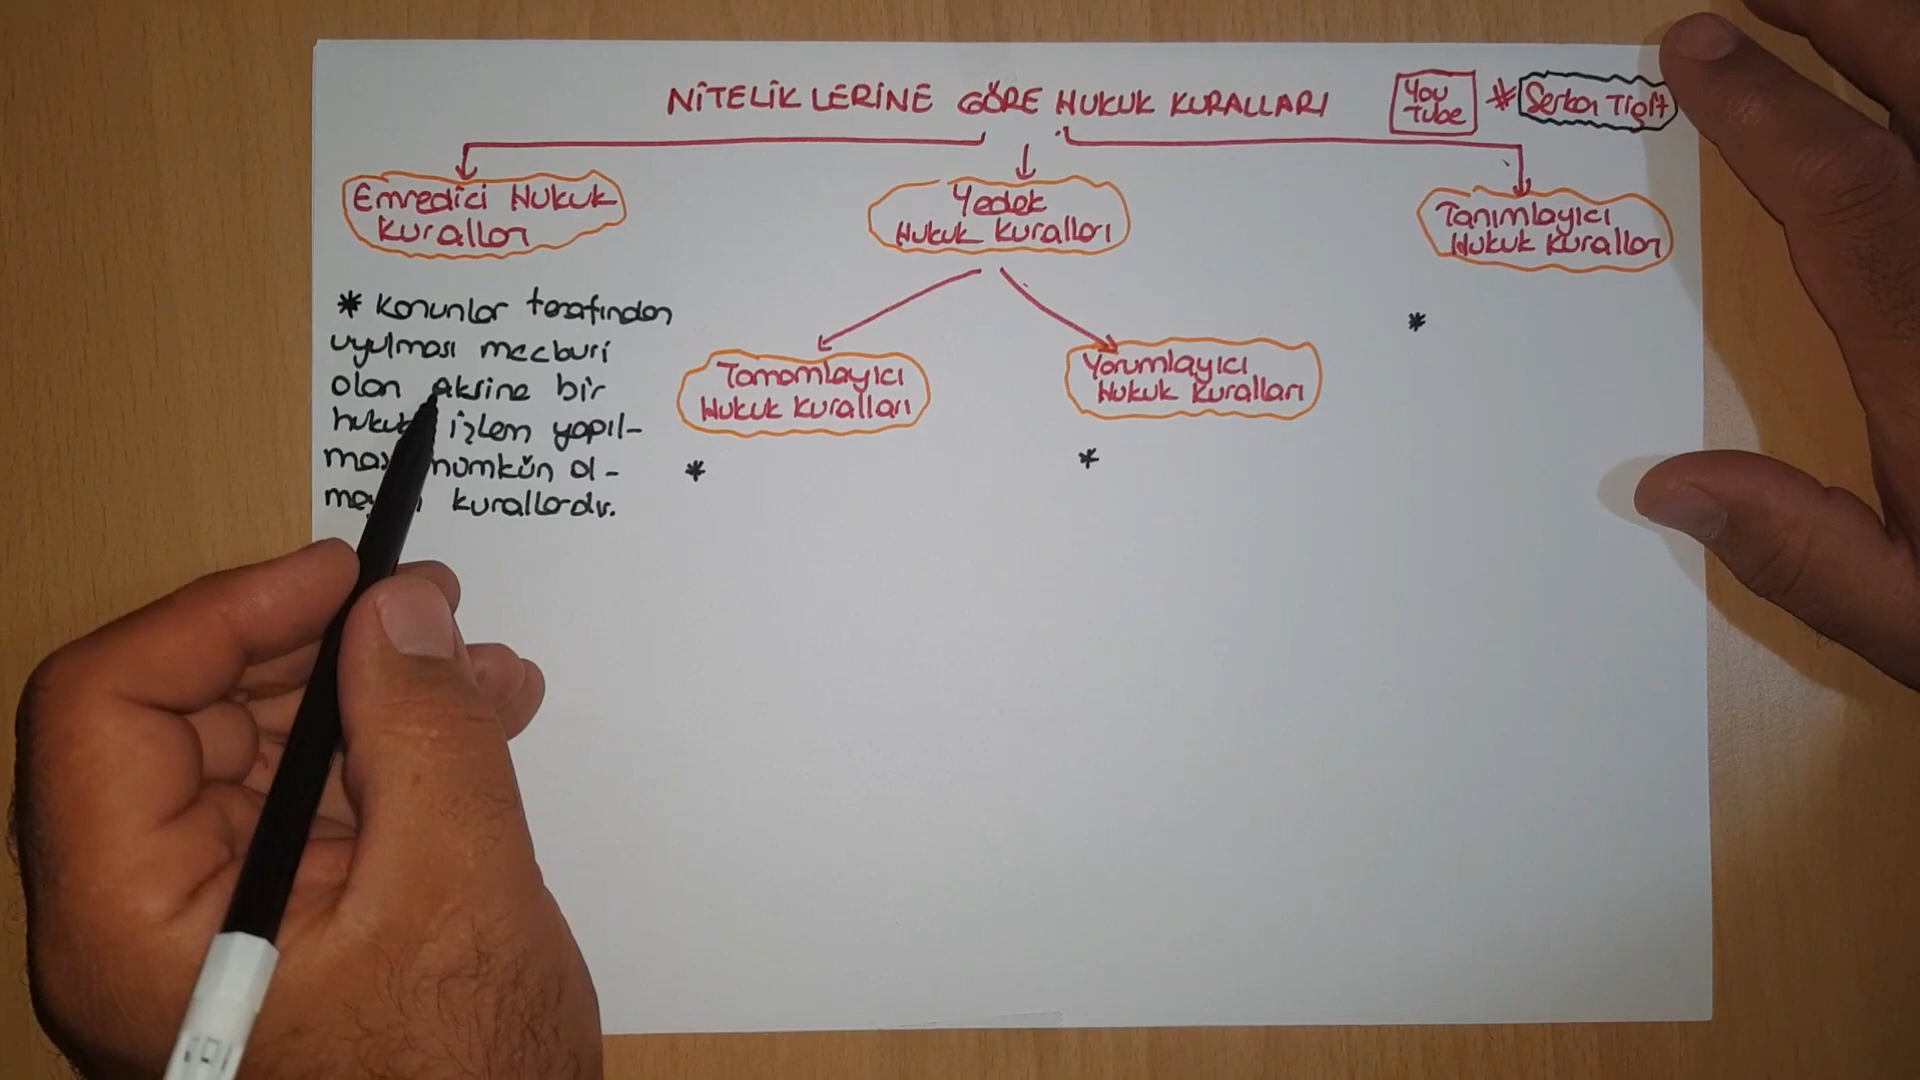 NİTELİKLERİNE GÖRE HUKUK KURALLARI
You
Tube
* Serkan
Emredici Hukuk
Kuralları
Yedek
Hukuk Kuralları
Tanımlayıcı
Hukuk Kuralları
* Kanunlar tarafından
uyulması mecburi
olan aksine bir
hukuki işlem yapıl-
ması mümkün ol-
mayan kurallardır.
Tamamlayıcı
Hukuk Kuralları
*
Yorumlayıcı
Hukuk Kuralları
*
*